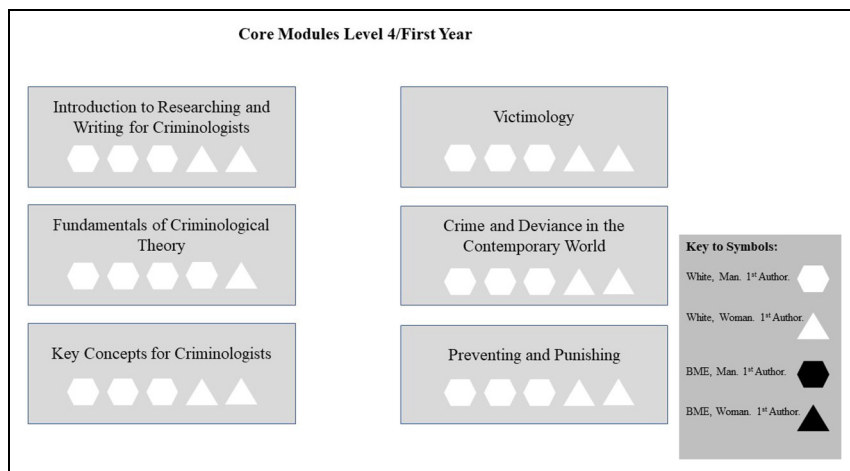 Core Modules Level 4/First Year
Introduction to Researching and
Writing for Criminologists
Victimology
Fundamentals of Criminological
Theory
Crime and Deviance in the
Contemporary World
Key Concepts for Criminologists
Preventing and Punishing
Key to Symbols:
White, Man. 1st Author.
White, Woman. 1st Author.
BME, Man. 1st Author.
BME, Woman. 1st Author.